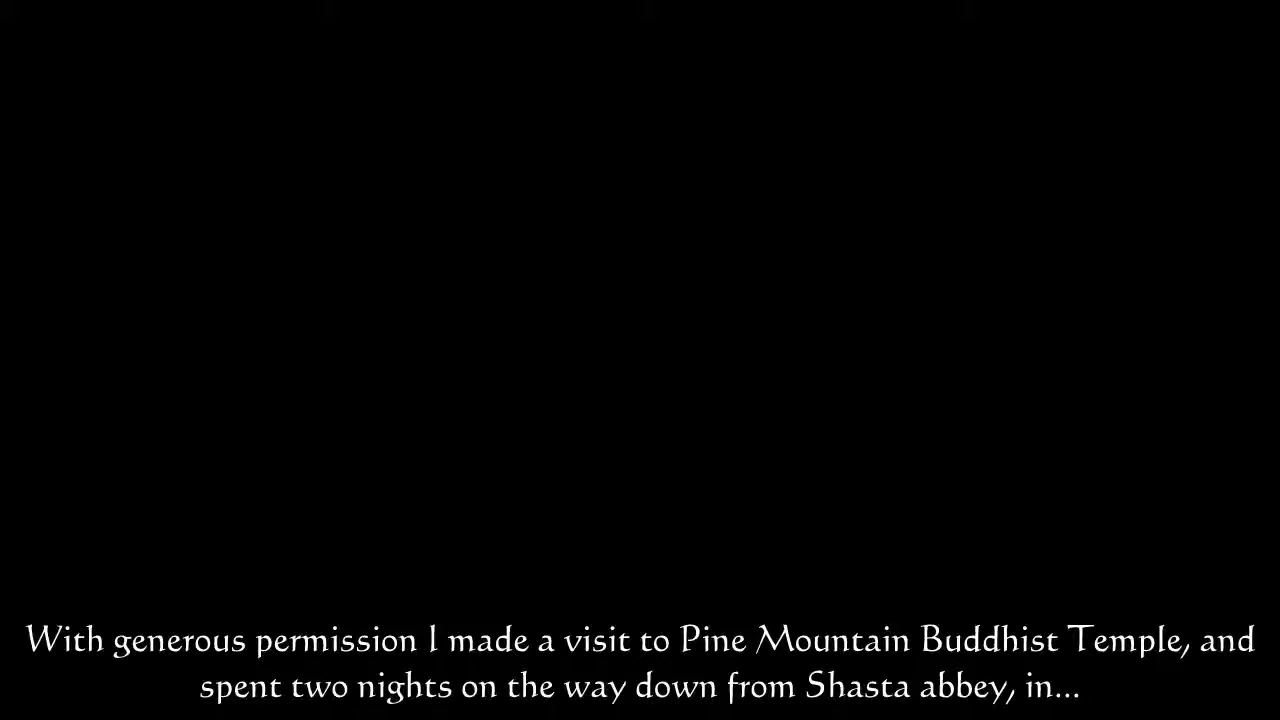 With generous permission I made a visit to Pine Mountain Buddhist Temple, and
spent two nights on the way down from Shasta abbey, in...